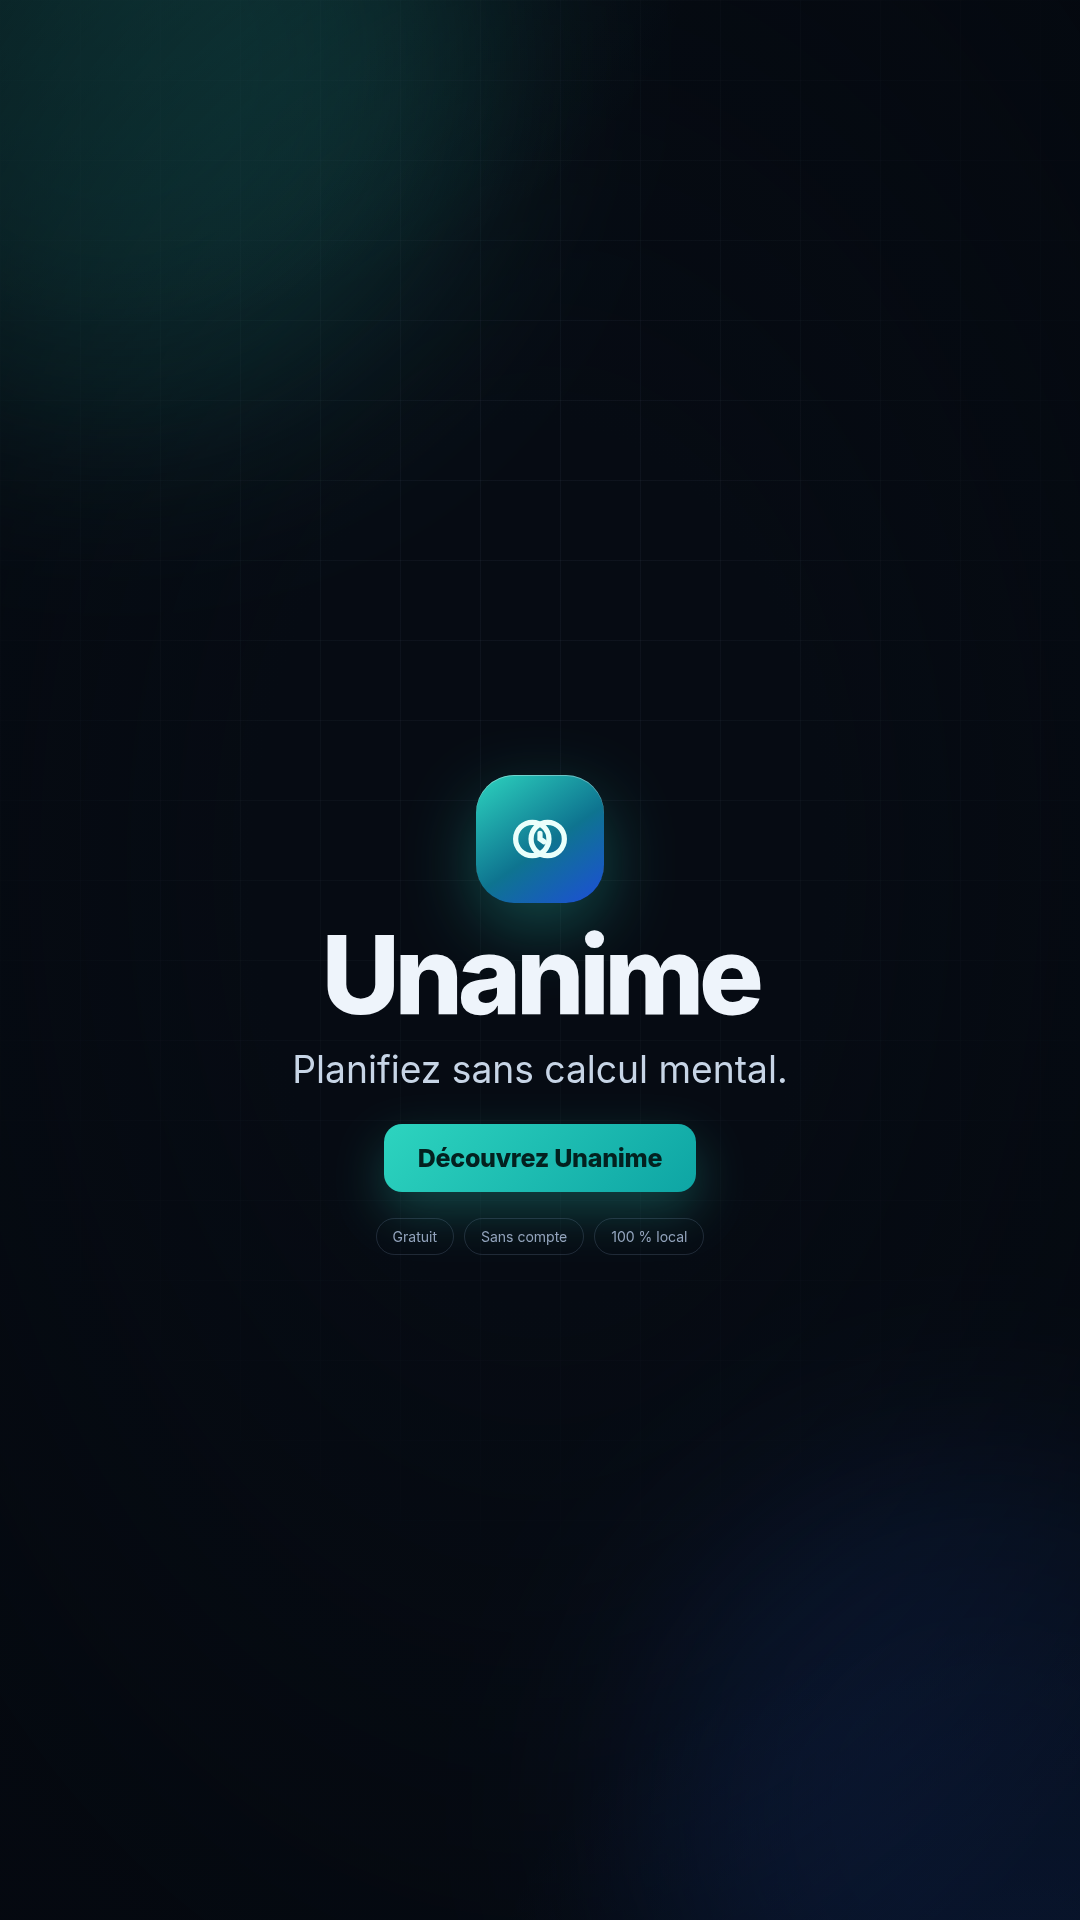 Unanime
Planifiez sans calcul mental.
Découvrez Unanime
Gratuit
Sans compte
100 % local